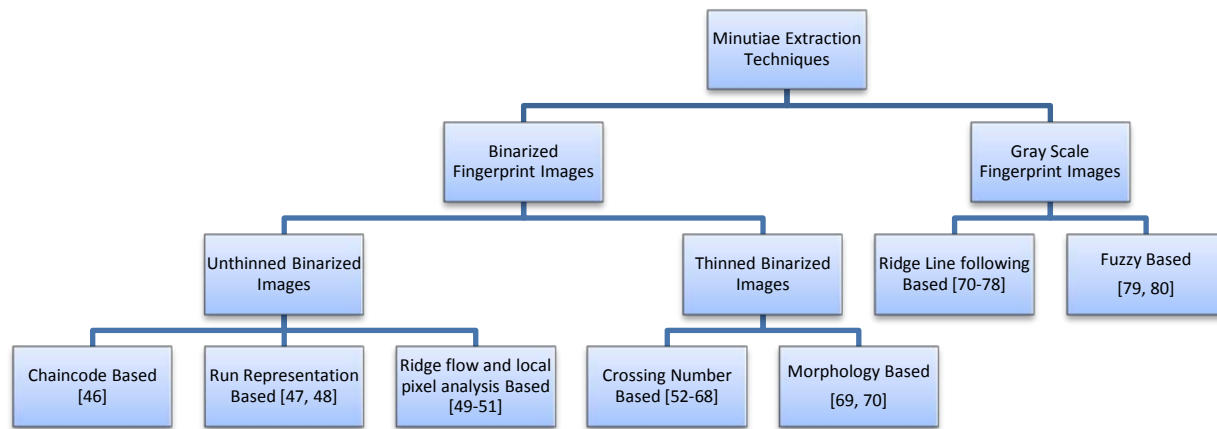 Minutiae Extraction
Techniques
Binarized
Fingerprint Images
Gray Scale
Fingerprint Images
Unthinned Binarized
Images
Thinned Binarized
Images
Ridge Line following
Based [70-78]
Fuzzy Based
[79, 80]
Chaincode Based
[46]
Run Representation
Based [47, 48]
Ridge flow and local
pixel analysis Based
[49-51]
Crossing Number
Based [52-68]
Morphology Based
[69, 70]